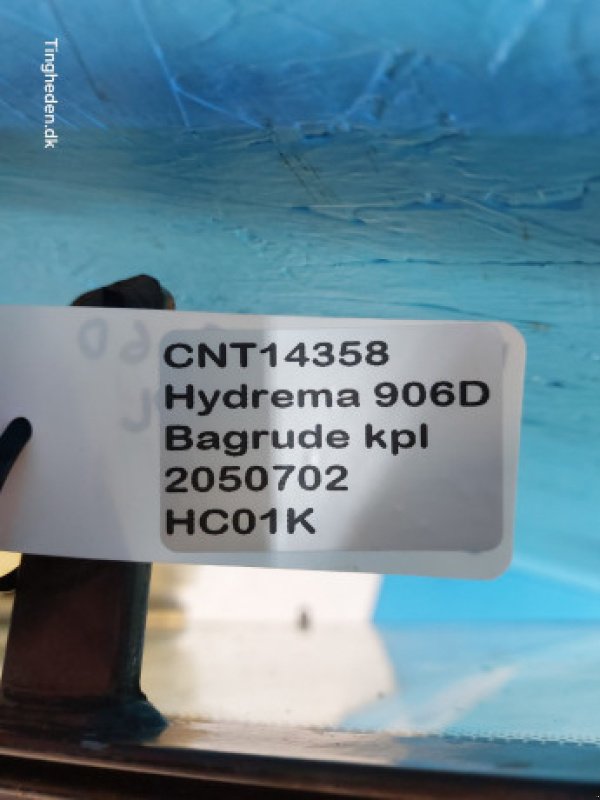 Tingheden.dk
CNT14358
Hydrema 906D
Bagrude kpl
2050702
HC01K